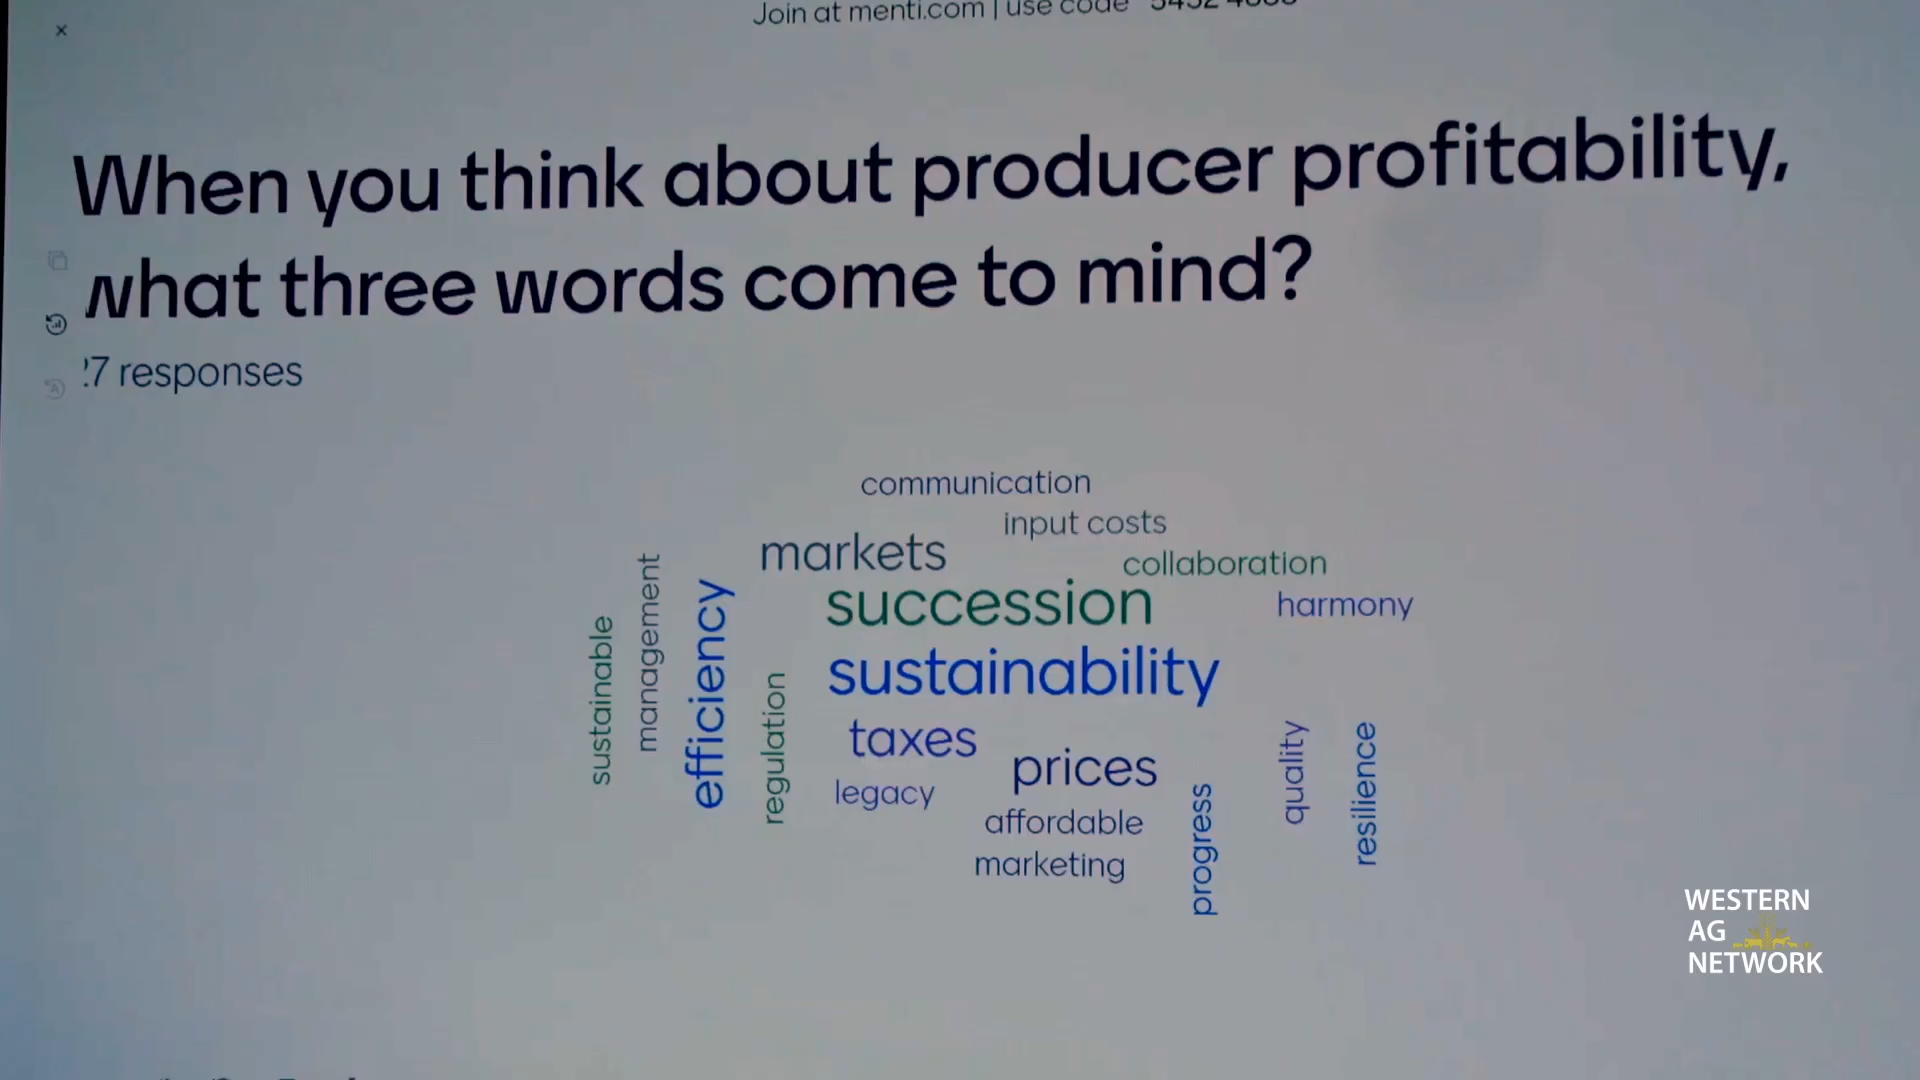 Join at menti.com | use code
When you think about producer profitability,
what three words come to mind?
7 responses
communication
input costs
markets
collaboration
succession
harmony
sustainable
management
efficiency
regulation
sustainability
taxes
prices
legacy
affordable
marketing
progress
quality
resilience
WESTERN
AG
NETWORK